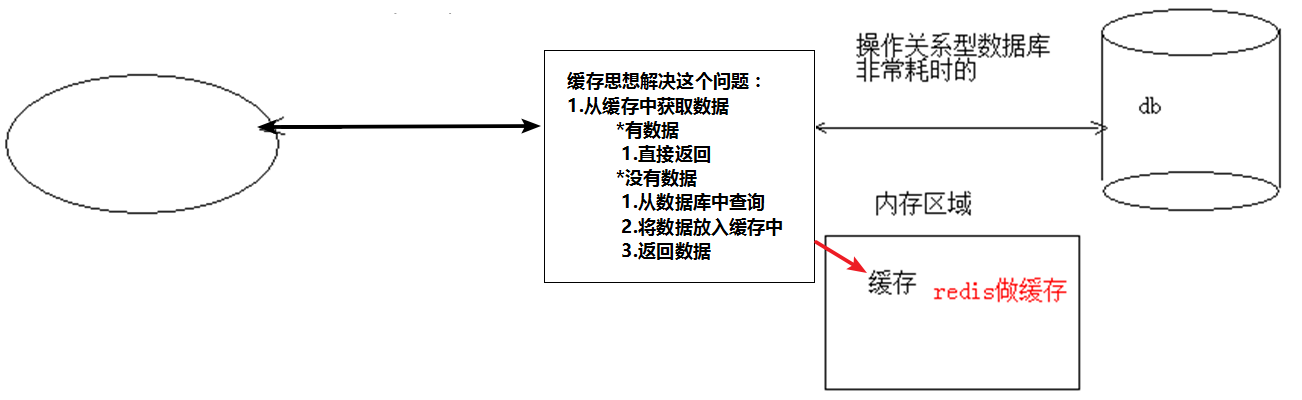 缓存思想解决这个问题：
1.从缓存中获取数据
*有数据
1.直接返回
*没有数据
1.从数据库中查询
2.将数据放入缓存中
3.返回数据
操作关系型数据库
非常耗时的
db
内存区域
缓存
redis做缓存